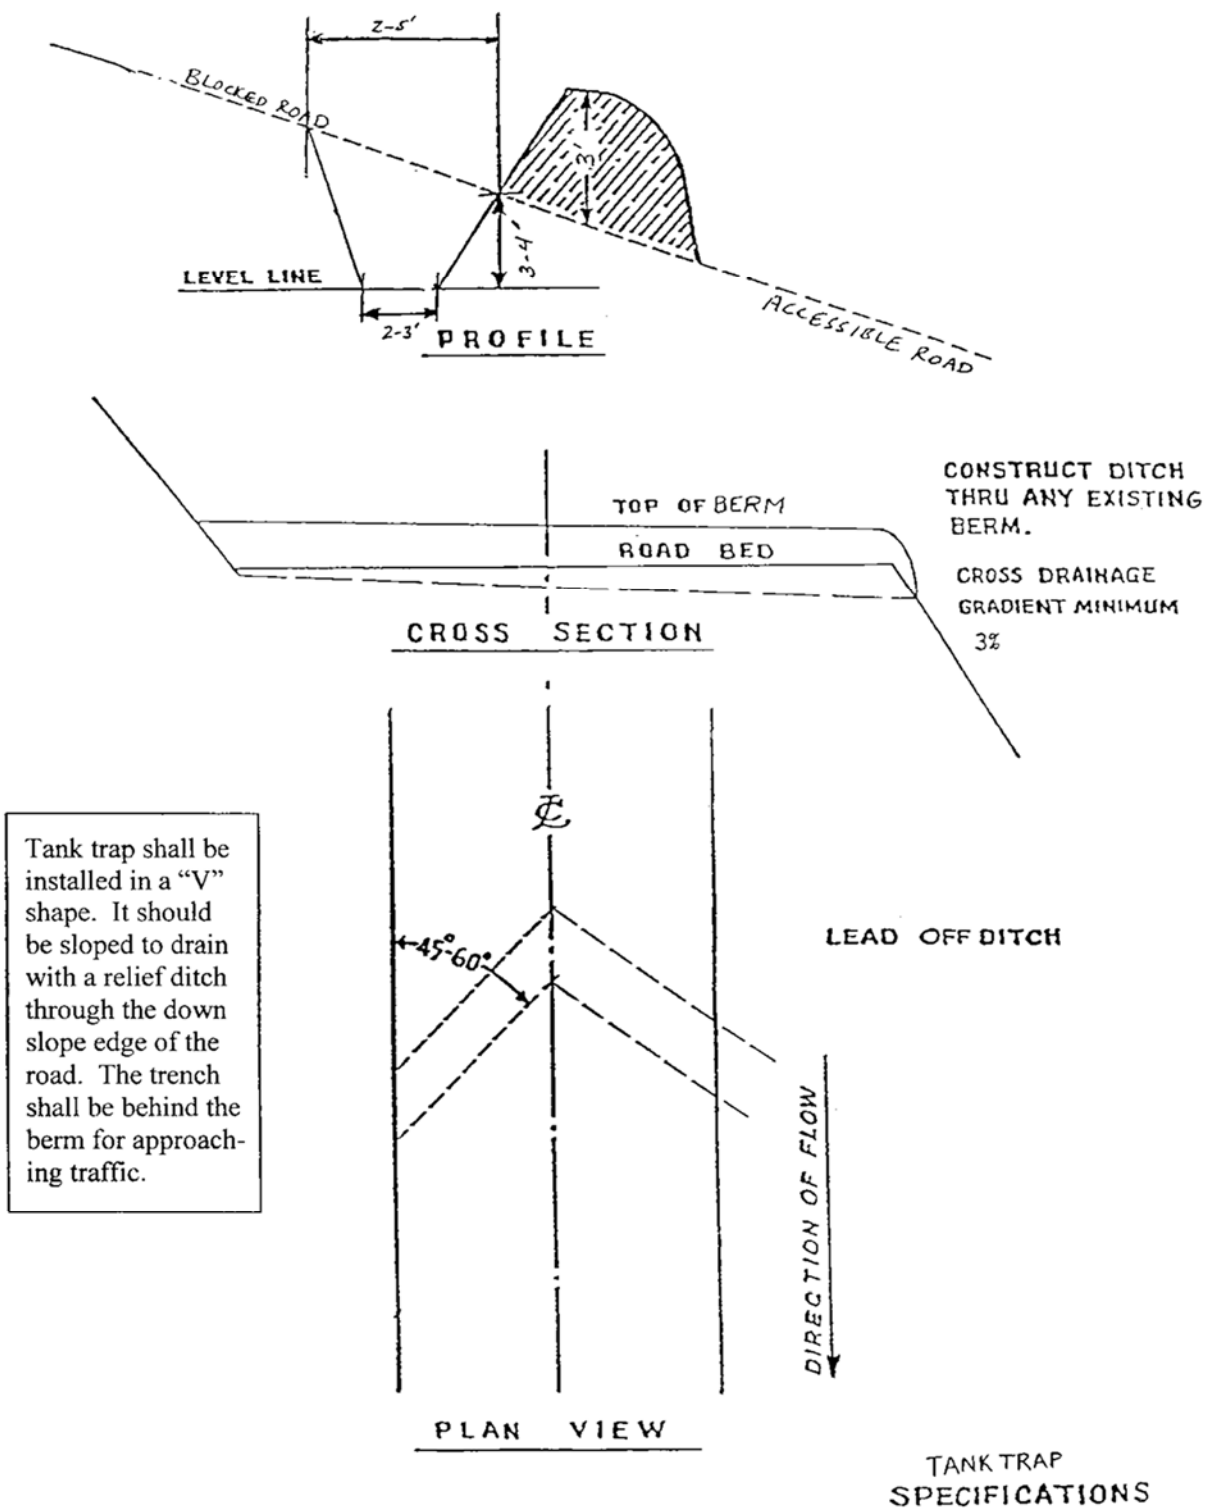 2-5'
BLOCKED ROAD
3'
3-4'
LEVEL LINE
2-3'
PROFILE
ACCESSIBLE ROAD
CONSTRUCT DITCH
THRU ANY EXISTING
BERM.
TOP OF BERM
ROAD BED
CROSS DRAINAGE
GRADIENT MINIMUM
3%
CROSS SECTION
CL
Tank trap shall be
installed in a “V”
shape. It should
be sloped to drain
with a relief ditch
through the down
slope edge of the
road. The trench
shall be behind the
berm for approach-
ing traffic.
45°-60°
LEAD OFF DITCH
DIRECTION OF FLOW
PLAN VIEW
TANK TRAP
SPECIFICATIONS